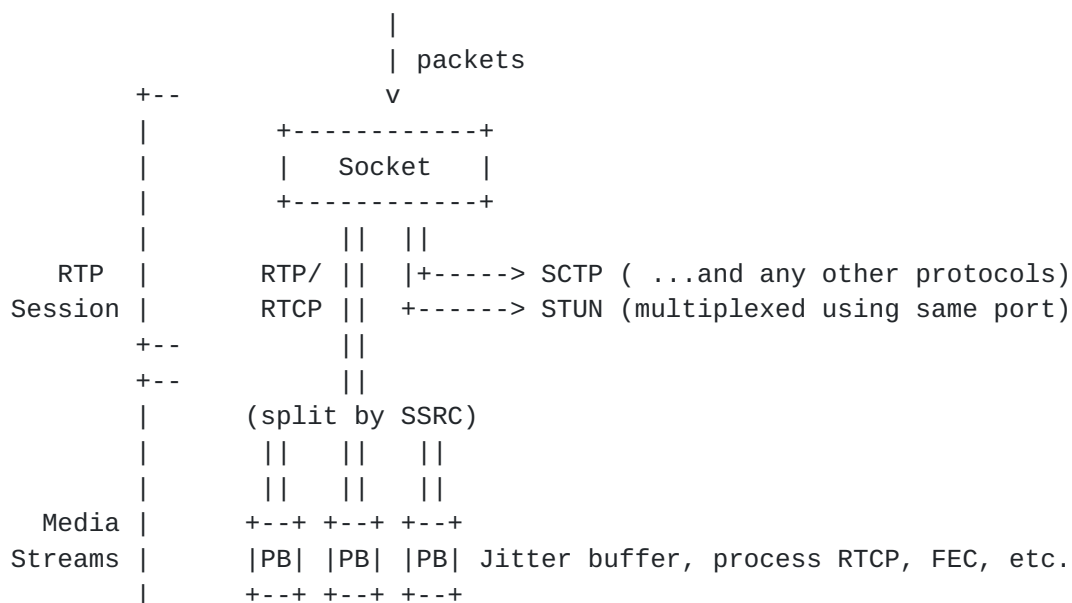 |
                         | packets
        +--              v
        |         +------------+
        |         |   Socket   |
        |         +------------+
        |             ||  ||
   RTP  |       RTP/ ||  |+-----> SCTP ( ...and any other protocols)
Session |       RTCP ||  +------> STUN (multiplexed using same port)
        +--          ||
        +--          ||
        |      (split by SSRC)
        |       ||   ||   ||
        |       ||   ||   ||
  Media |      +--+ +--+ +--+
Streams |      |PB| |PB| |PB| Jitter buffer, process RTCP, FEC, etc.
        |      +--+ +--+ +--+